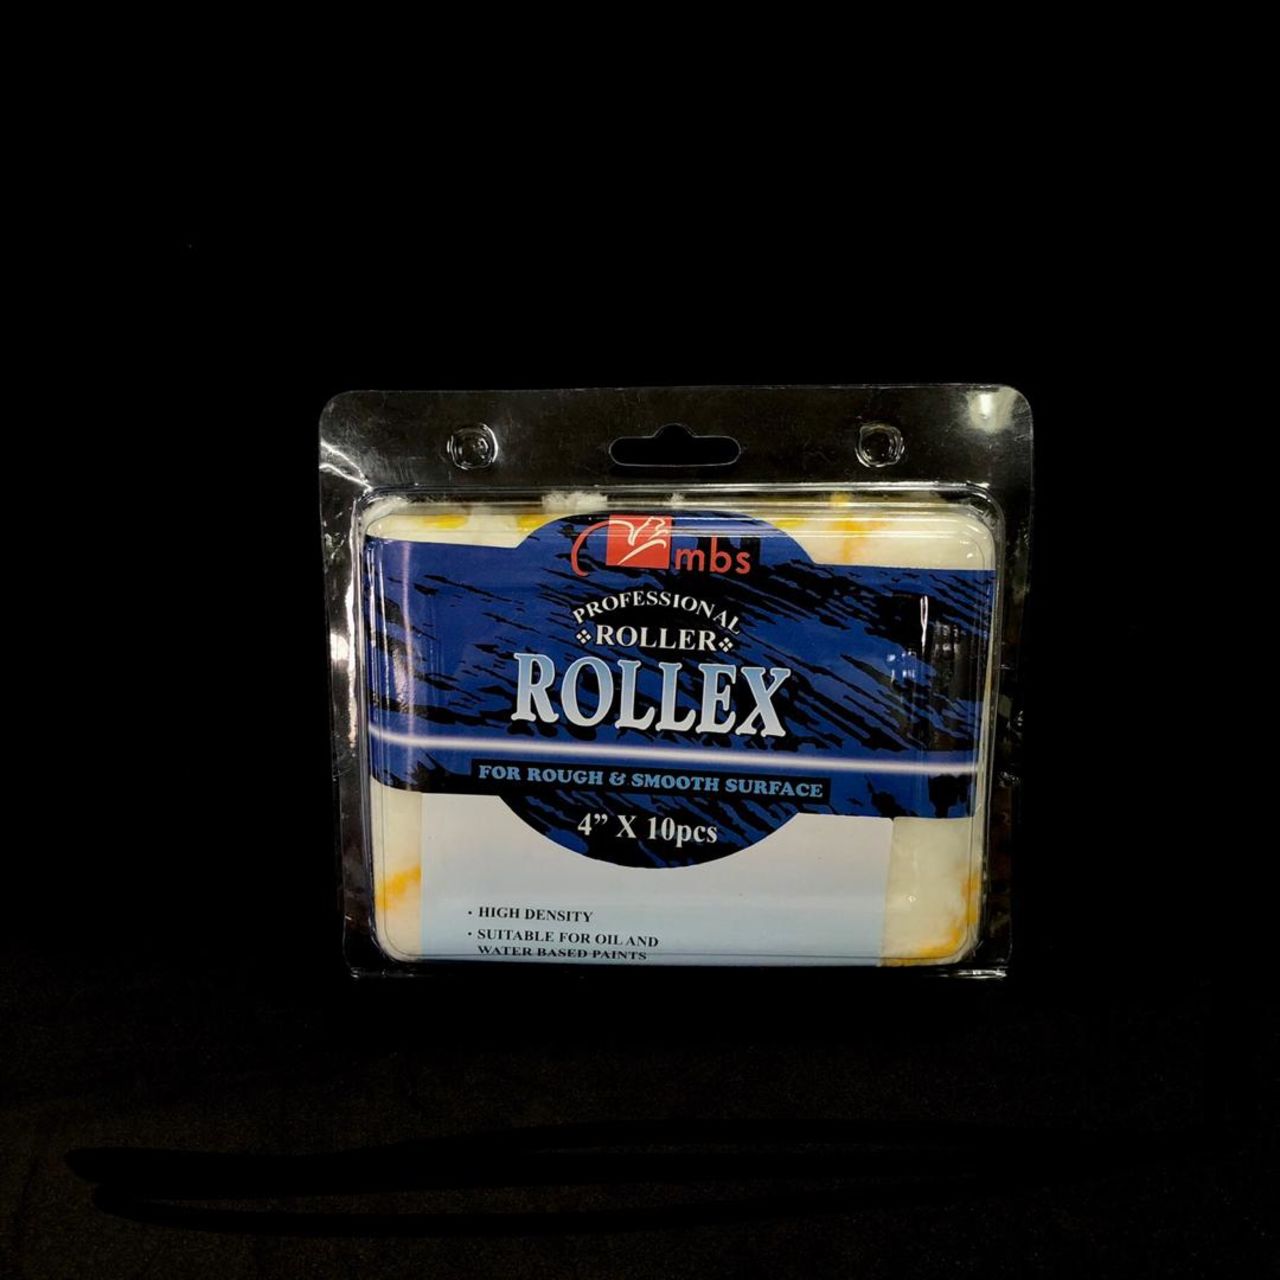 mbs
PROFESSIONAL
ROLLER
ROLLEX
FOR ROUGH & SMOOTH SURFACE
4” X 10pcs
· HIGH DENSITY
· SUITABLE FOR OIL AND
WATER BASED PAINTS